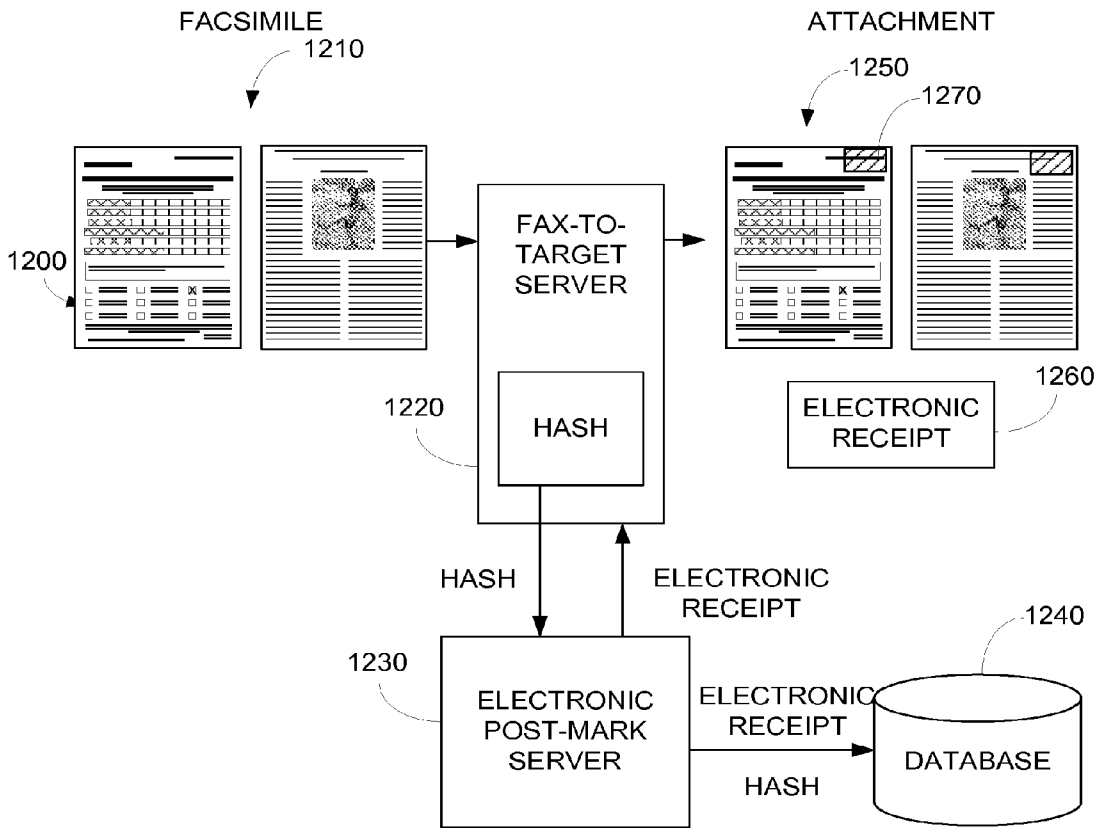 FACSIMILE
1210
ATTACHMENT
1250
1270
1200
FAX-TO-
TARGET
SERVER
1220
HASH
1260
ELECTRONIC
RECEIPT
HASH
ELECTRONIC
RECEIPT
1230
ELECTRONIC
POST-MARK
SERVER
ELECTRONIC
RECEIPT
HASH
1240
DATABASE